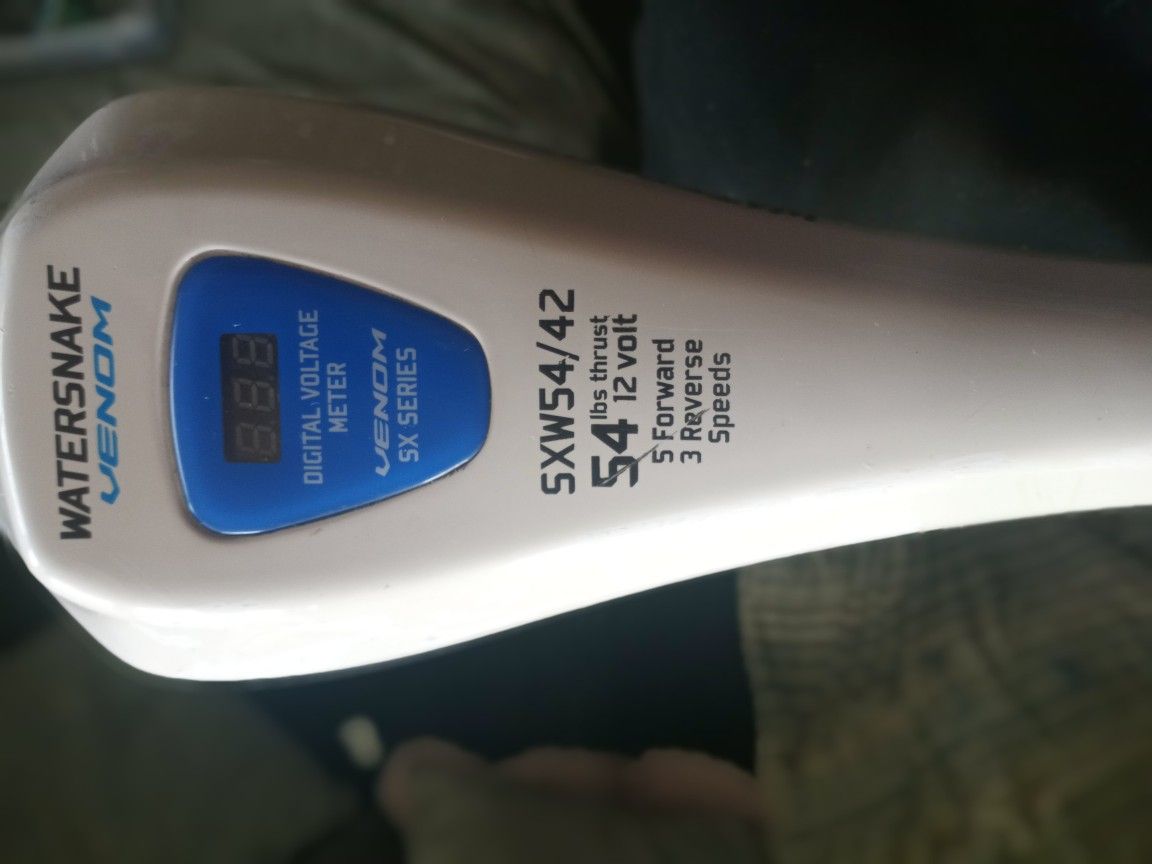 WATERSNAKE
VENOM
DIGITAL VOLTAGE
METER
VENOM
SX SERIES
SXW54/42
54 lbs thrust
12 volt
5 Forward
3 Reverse
Speeds